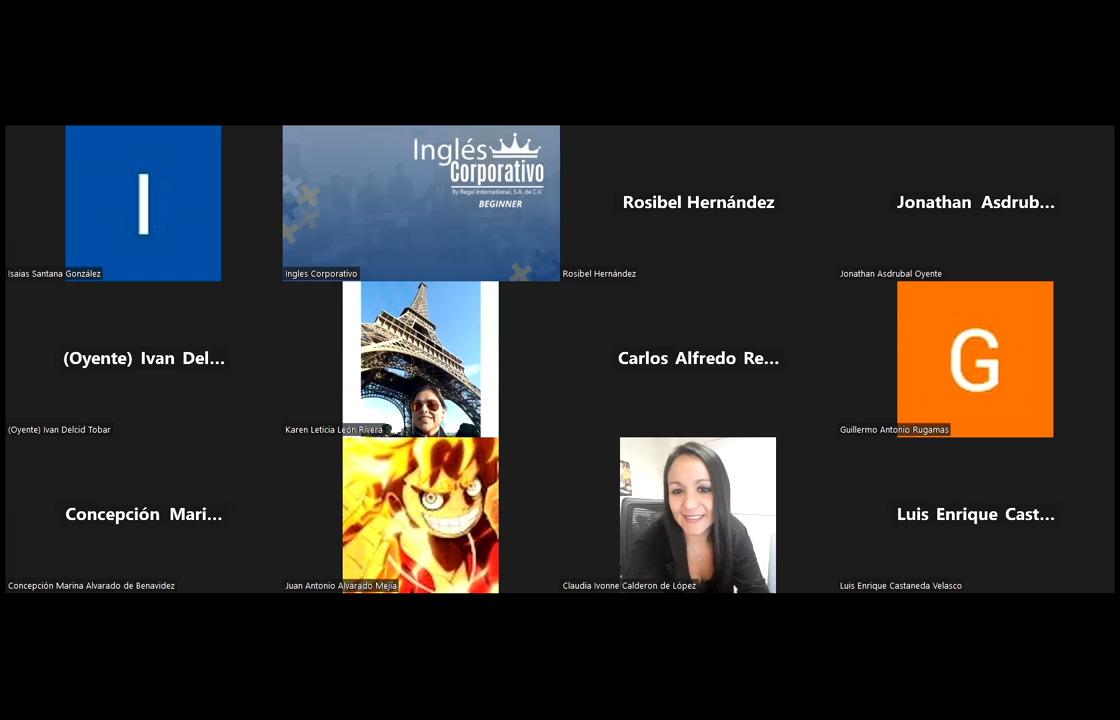 I
Isaias Santana González
Inglés
Corporativo
By Regal International, S.A. de C.V.
BEGINNER
Ingles Corporativo
Rosibel Hernández
Rosibel Hernández
Jonathan Asdrub...
Jonathan Asdrubal Oyente
(Oyente) Ivan Del...
(Oyente) Ivan Delcid Tobar
Karen Leticia León Rivera
Carlos Alfredo Re...
G
Guillermo Antonio Rugamas
Concepción Mari...
Concepción Marina Alvarado de Benavidez
Juan Antonio Alvarado Mejía
Claudia Ivonne Calderon de López
Luis Enrique Cast...
Luis Enrique Castaneda Velasco